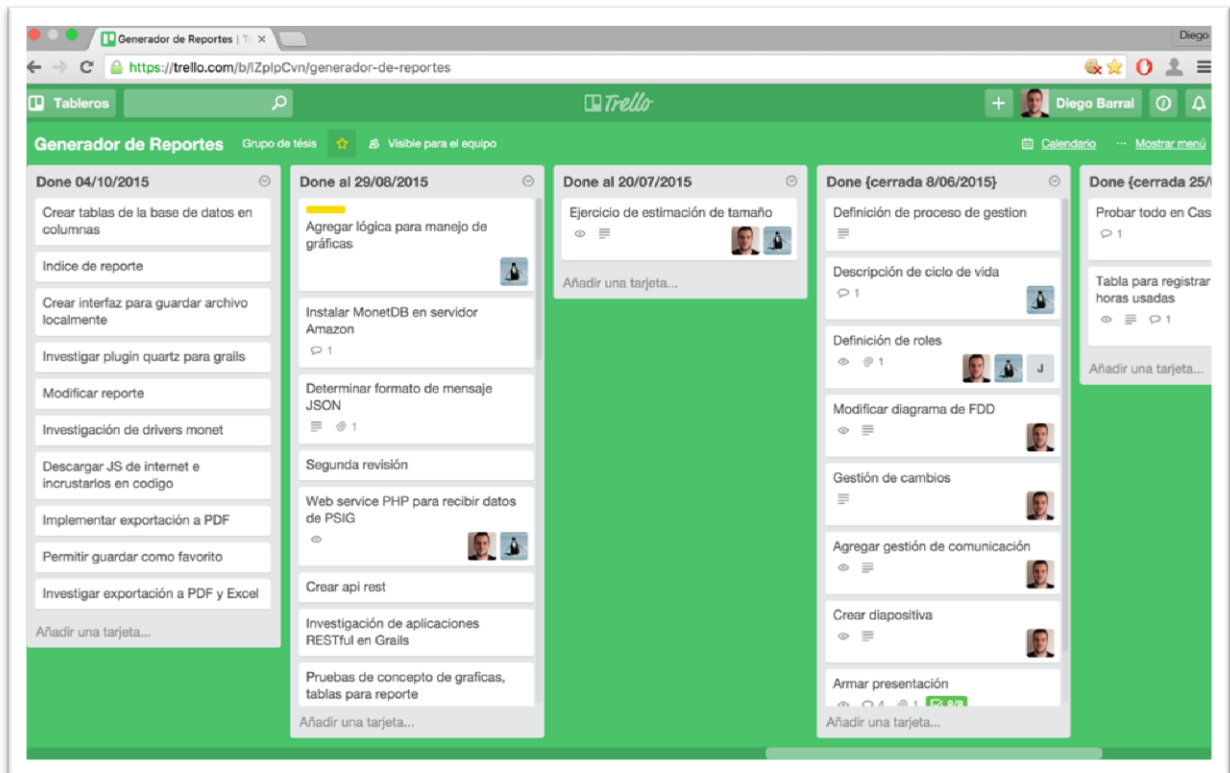 Generador de Reportes | Tr
Diego
https://trello.com/b/IZpIpCvn/generador-de-reportes
Tableros
Trello
Diego Barral
Generador de Reportes
Grupo de tésis
Visible para el equipo
Calendario
Mostrar menú
Done 04/10/2015
Crear tablas de la base de datos en
columnas
Indice de reporte
Crear interfaz para guardar archivo
localmente
Investigar plugin quartz para grails
Modificar reporte
Investigación de drivers monet
Descargar JS de internet e
incrustarlos en codigo
Implementar exportación a PDF
Permitir guardar como favorito
Investigar exportación a PDF y Excel
Añadir una tarjeta...
Done al 29/08/2015
Agregar lógica para manejo de
gráficas
Instalar MonetDB en servidor
Amazon
1
Determinar formato de mensaje
JSON
1
Segunda revisión
Web service PHP para recibir datos
de PSIG
Crear api rest
Investigación de aplicaciones
RESTful en Grails
Pruebas de concepto de graficas,
tablas para reporte
Añadir una tarjeta...
Done al 20/07/2015
Ejercicio de estimación de tamaño
Añadir una tarjeta...
Done {cerrada 8/06/2015}
Definición de proceso de gestion
Descripción de ciclo de vida
1
Definición de roles
1
J
Modificar diagrama de FDD
Gestión de cambios
Agregar gestión de comunicación
Crear diapositiva
Armar presentación
4 1 8/8
Añadir una tarjeta...
Done {cerrada 25/
Probar todo en Cas
1
Tabla para registrar
horas usadas
1
Añadir una tarjeta...